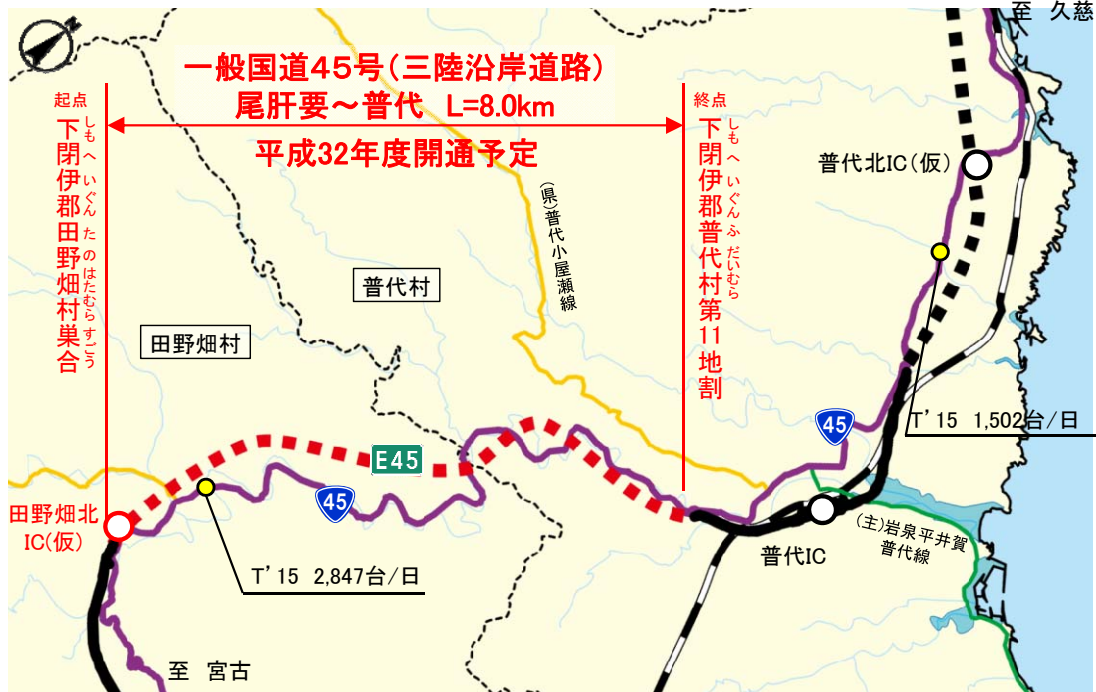 至 久慈
一般国道45号(三陸沿岸道路)
尾肝要～普代 L=8.0km
平成32年度開通予定
起点
下閉伊郡田野畑村巣合
しもへいぐんたのはたむらすごう
終点
下閉伊郡普代村第11地割
しもへいぐんふだいむら
普代北IC(仮)
(県)普代小屋瀬線
普代村
田野畑村
45
T'15 1,502台/日
E45
45
田野畑北
IC(仮)
(主)岩泉平井賀
普代線
普代IC
T'15 2,847台/日
至 宮古
N